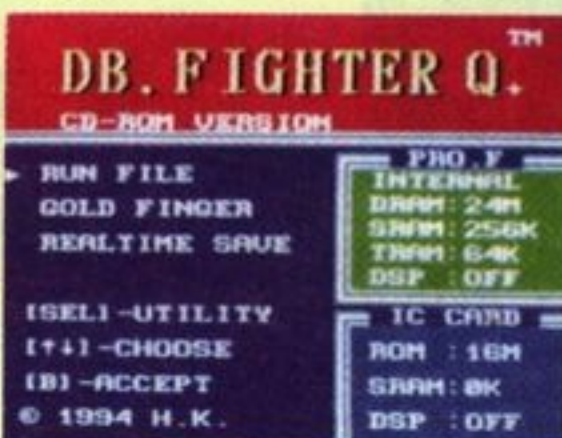 DB. FIGHTER Q.™
CD-ROM VERSION
RUN FILE
GOLD FINGER
REALTIME SAVE
[SEL]-UTILITY
[↑↓]-CHOOSE
[B]-ACCEPT
© 1994 H.K.
PRO.F
INTERNAL
DRAM:24M
SRAM:256K
TRAM:64K
DSP :OFF
IC CARD
ROM :16M
SRAM:0K
DSP :OFF